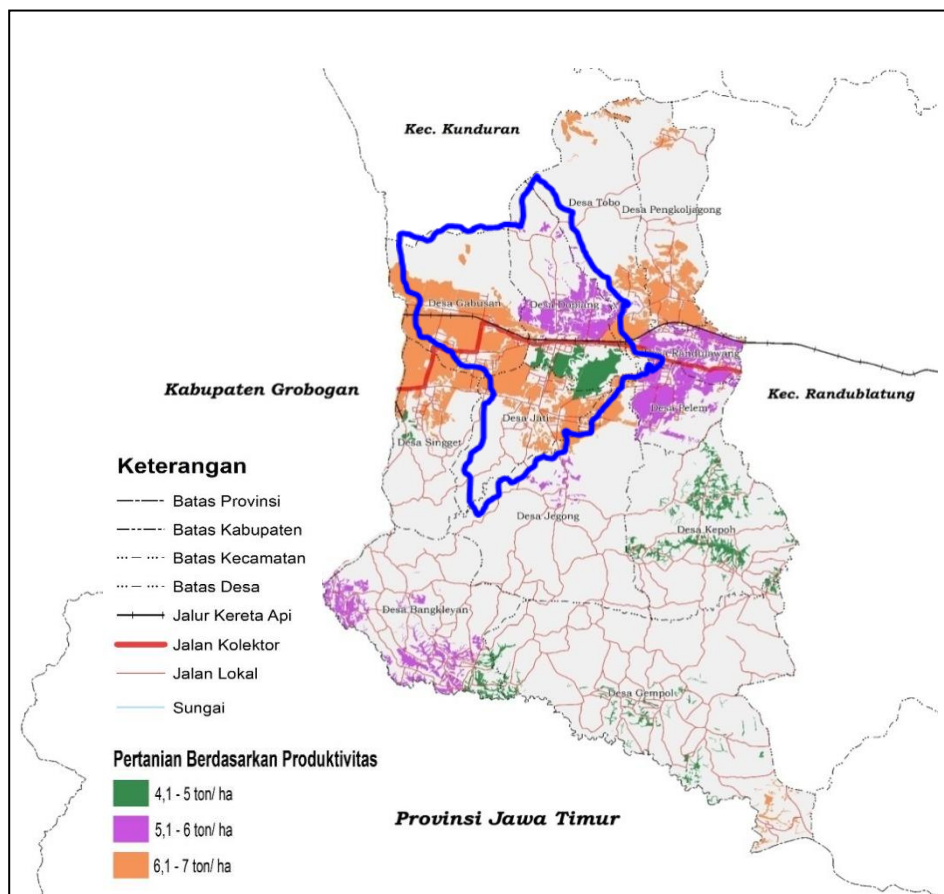 Kec. Kunduran
Desa Tobo
Desa Pengkoljagong
Desa Gabusan
Desa Doplang
Desa Randulawang
Kabupaten Grobogan
Kec. Randublatung
Desa Pelem
Desa Jati
Desa Singget
Keterangan
Batas Provinsi
Batas Kabupaten
Batas Kecamatan
Batas Desa
Jalur Kereta Api
Jalan Kolektor
Jalan Lokal
Sungai
Desa Jegong
Desa Kepoh
Desa Bangkleyan
Desa Gempol
Pertanian Berdasarkan Produktivitas
4,1 - 5 ton/ ha
5,1 - 6 ton/ ha
6,1 - 7 ton/ ha
Provinsi Jawa Timur